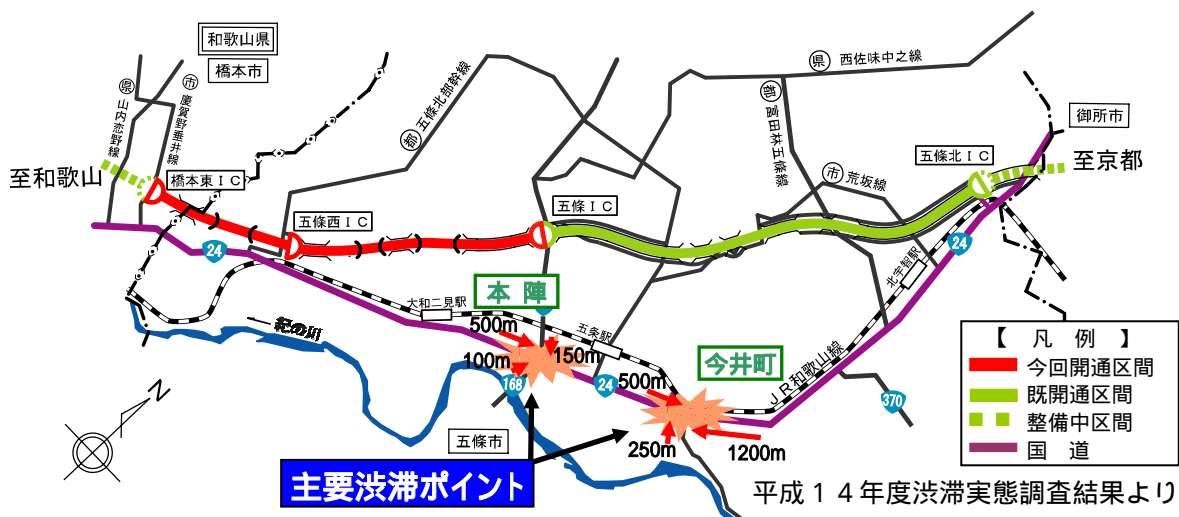 和歌山県
橋本市
県 山内恋野線
市 慶賀野垂井線
都 五條北部幹線
県 西佐味中之線
都 富田林五條線
市 荒坂線
御所市
至和歌山
橋本東IC
五條西IC
五條IC
五條北IC
至京都
24
24
北宇智駅
大和二見駅
本 陣
← 紀の川
500m
五条駅
150m
100m
168
24
今井町
500m
JR和歌山線
370
250m
1200m
N
五條市
主要渋滞ポイント
【 凡 例 】
今回開通区間
既開通区間
整備中区間
国 道
平成14年度渋滞実態調査結果より